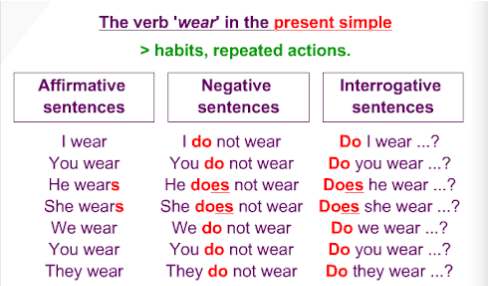 The verb 'wear' in the present simple
> habits, repeated actions.
Affirmative sentences Negative sentences Interrogative sentences
I wear I do not wear Do I wear ...?
You wear You do not wear Do you wear ...?
He wears He does not wear Does he wear ...?
She wears She does not wear Does she wear ...?
We wear We do not wear Do we wear ...?
You wear You do not wear Do you wear ...?
They wear They do not wear Do they wear ...?